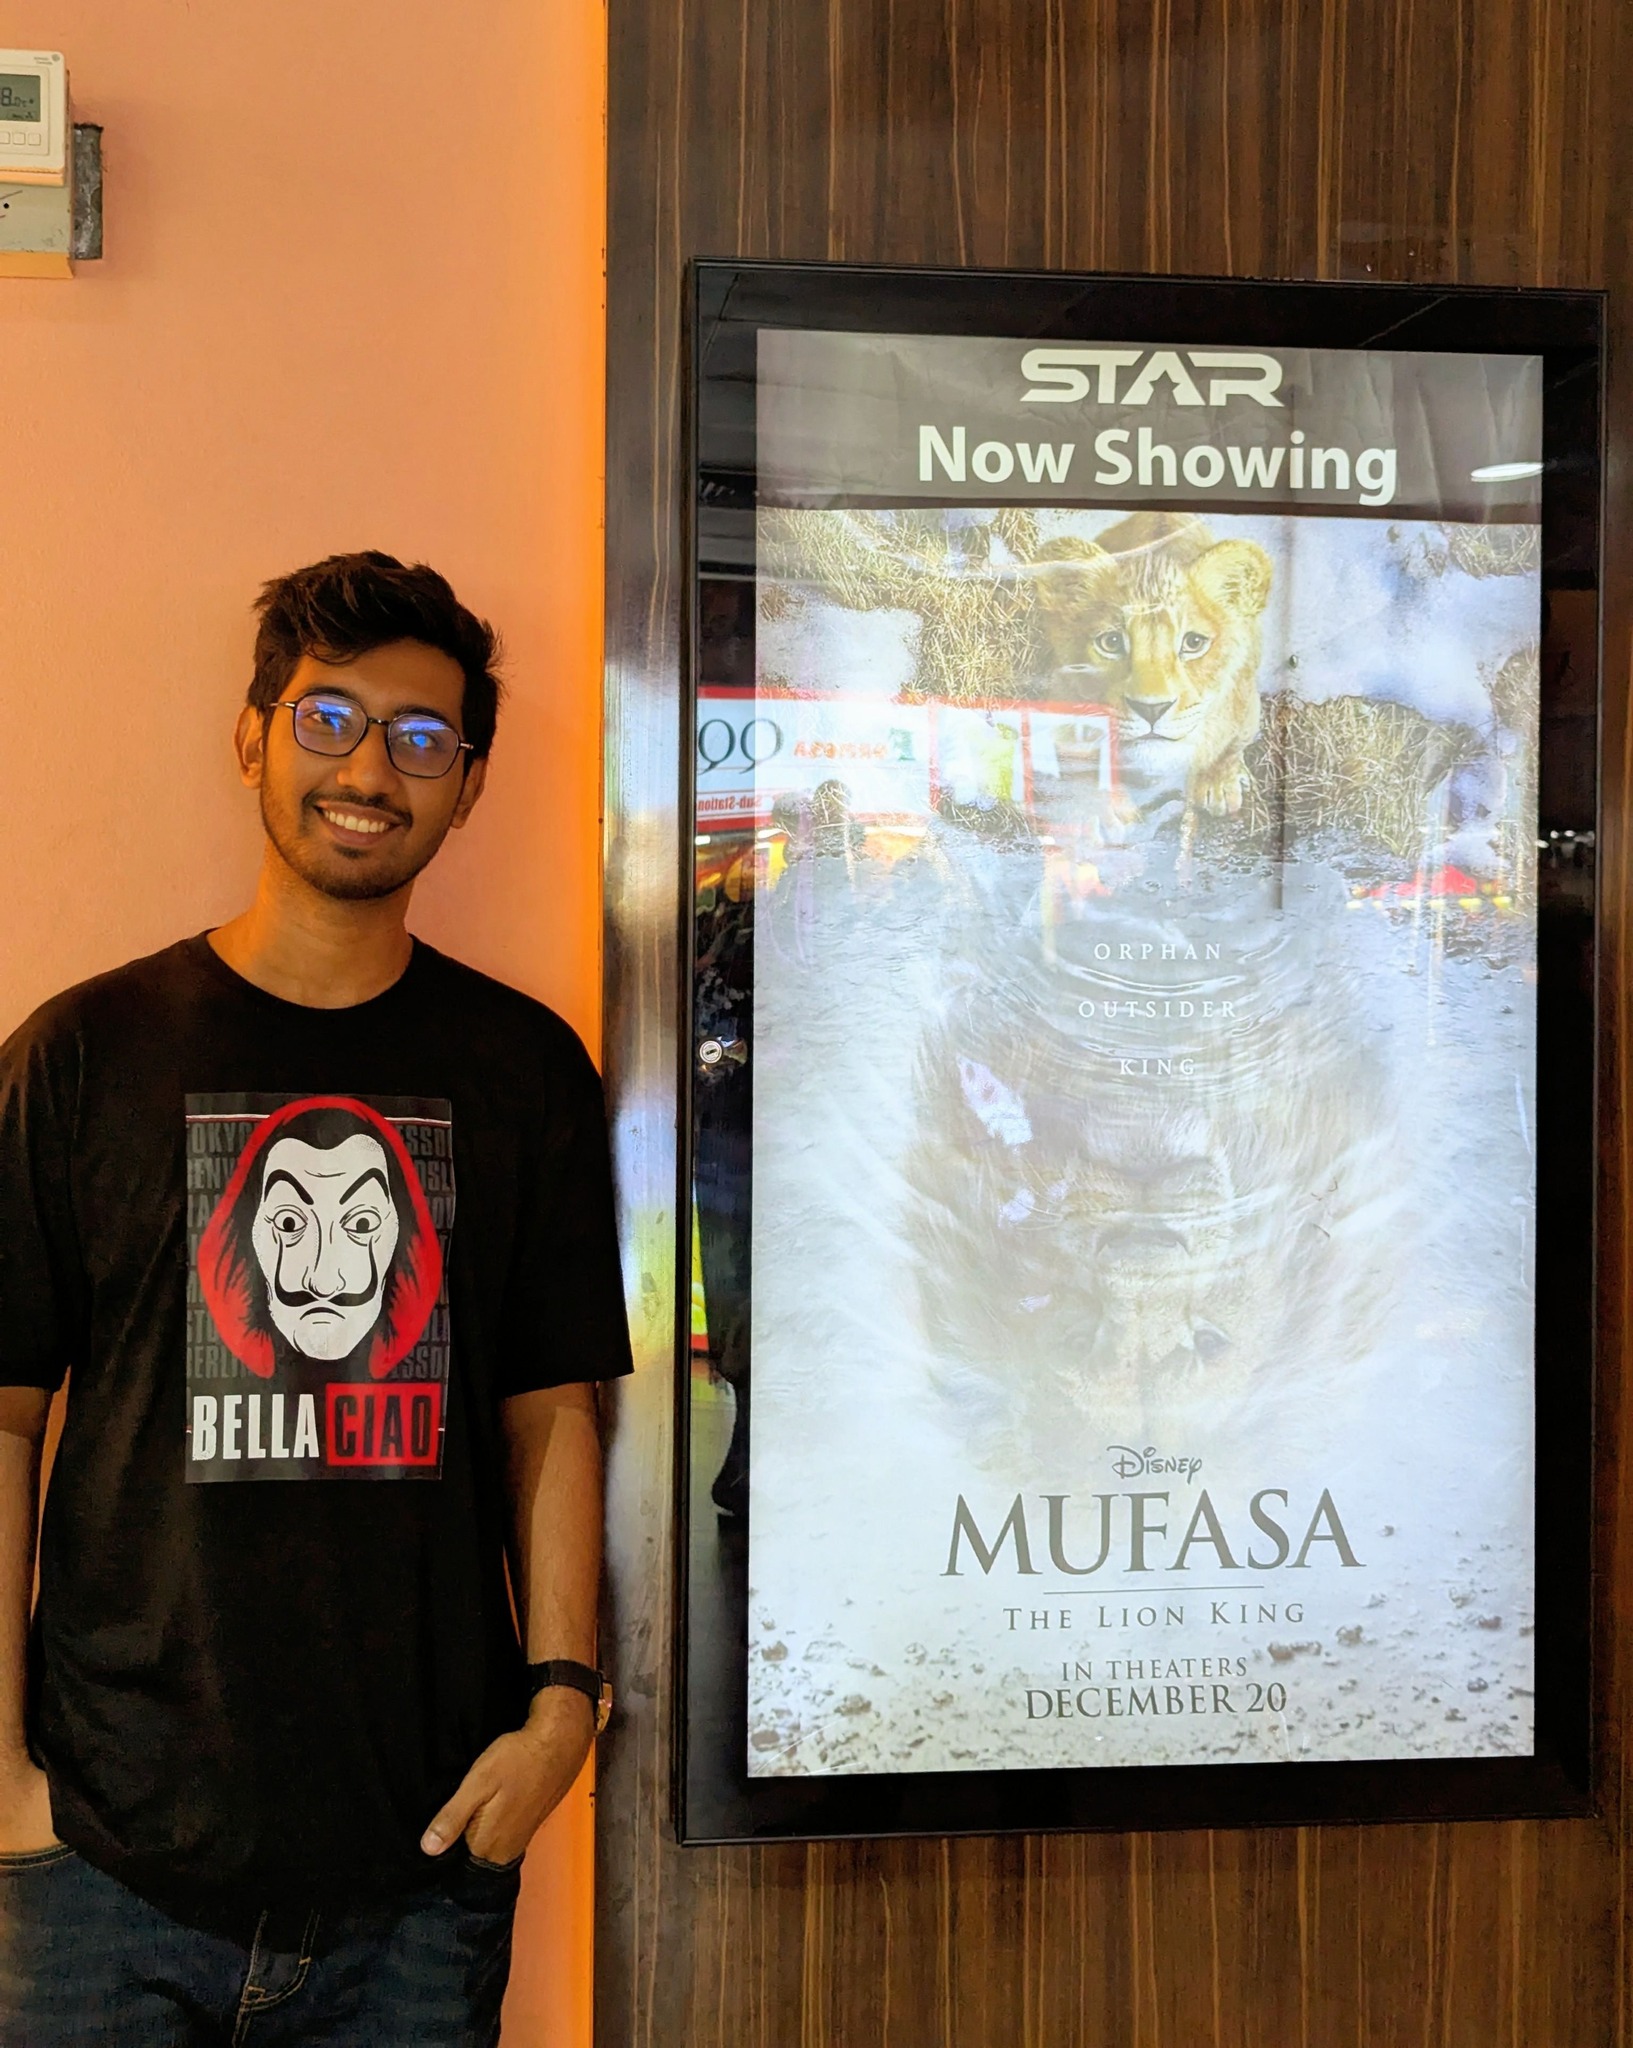 STAR
Now Showing
ORPHAN
OUTSIDER
KING
DISNEY
MUFASA
THE LION KING
IN THEATERS
DECEMBER 20
BELLA CIAO